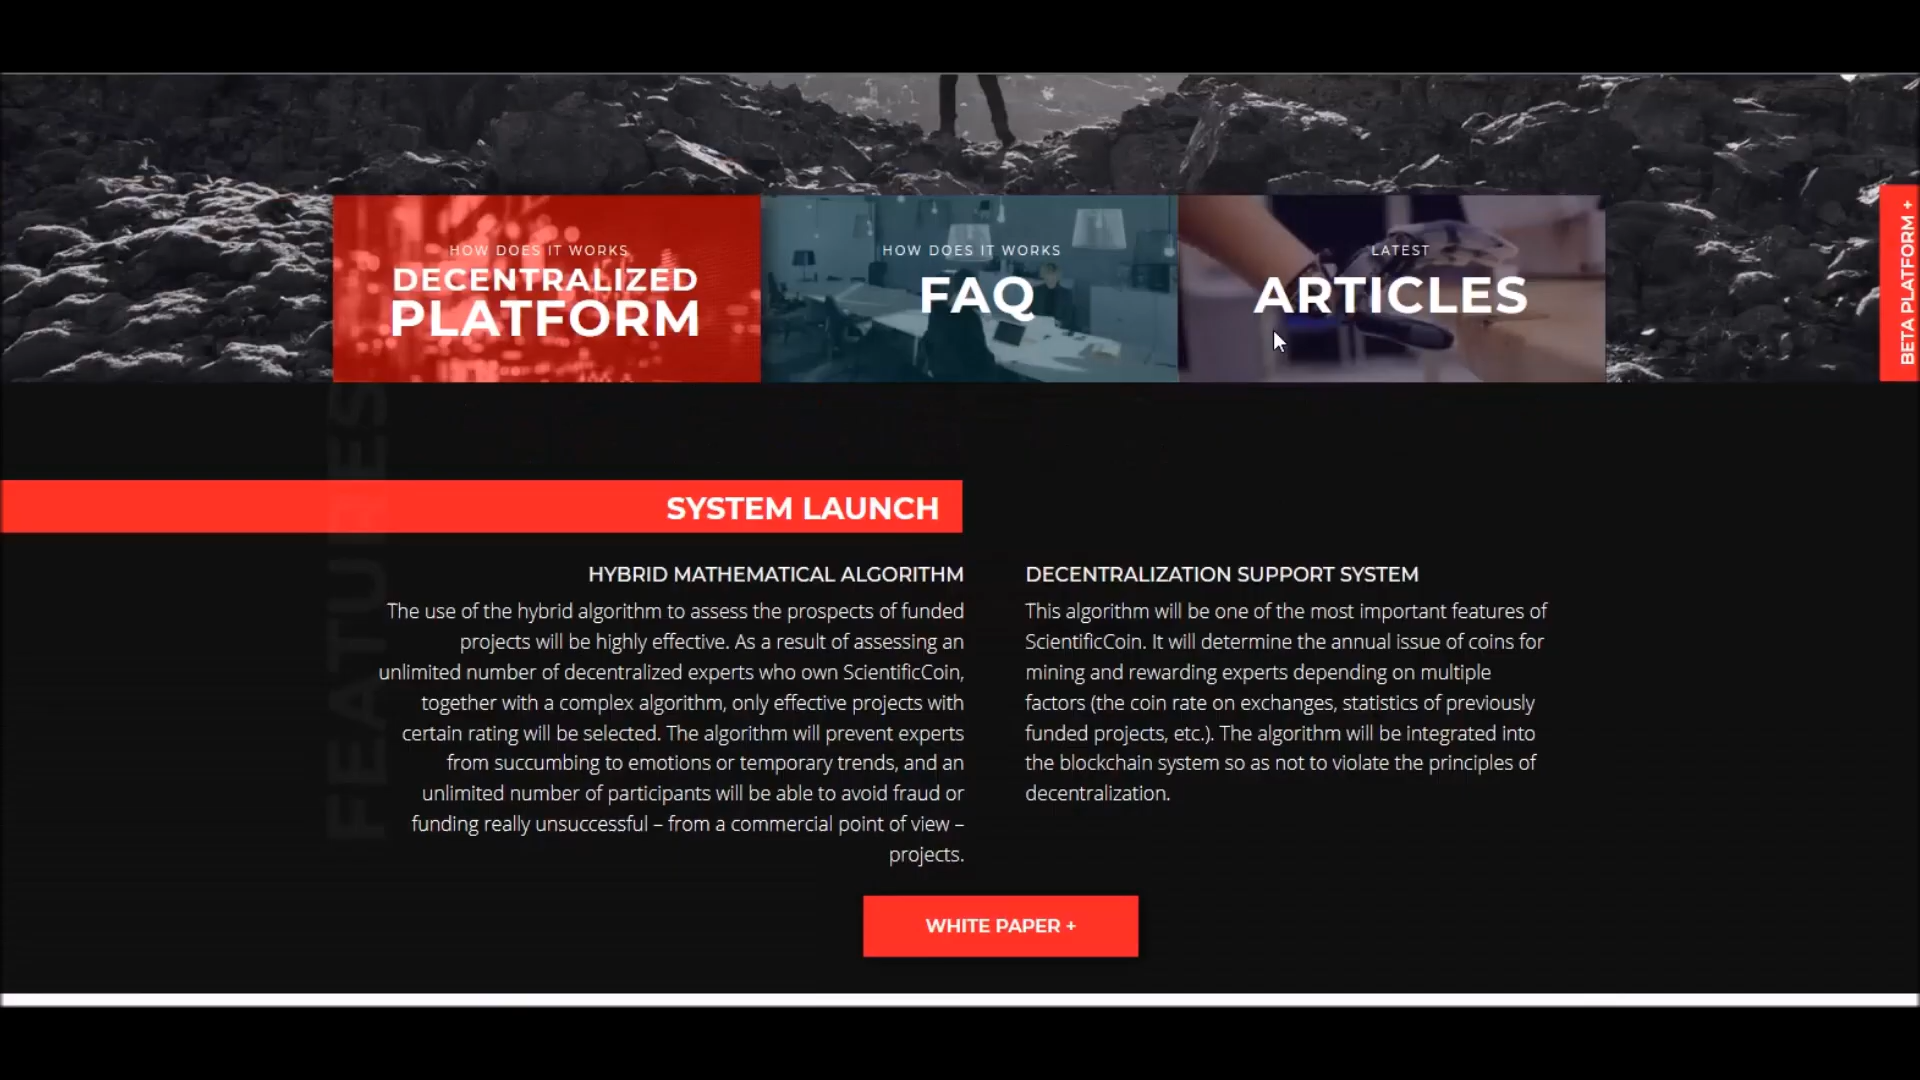 HOW DOES IT WORKS
DECENTRALIZED
PLATFORM
HOW DOES IT WORKS
FAQ
LATEST
ARTICLES
BETA PLATFORM +
FEATURES
SYSTEM LAUNCH
HYBRID MATHEMATICAL ALGORITHM
The use of the hybrid algorithm to assess the prospects of funded
projects will be highly effective. As a result of assessing an
unlimited number of decentralized experts who own ScientificCoin,
together with a complex algorithm, only effective projects with
certain rating will be selected. The algorithm will prevent experts
from succumbing to emotions or temporary trends, and an
unlimited number of participants will be able to avoid fraud or
funding really unsuccessful – from a commercial point of view –
projects.
DECENTRALIZATION SUPPORT SYSTEM
This algorithm will be one of the most important features of
ScientificCoin. It will determine the annual issue of coins for
mining and rewarding experts depending on multiple
factors (the coin rate on exchanges, statistics of previously
funded projects, etc.). The algorithm will be integrated into
the blockchain system so as not to violate the principles of
decentralization.
WHITE PAPER +